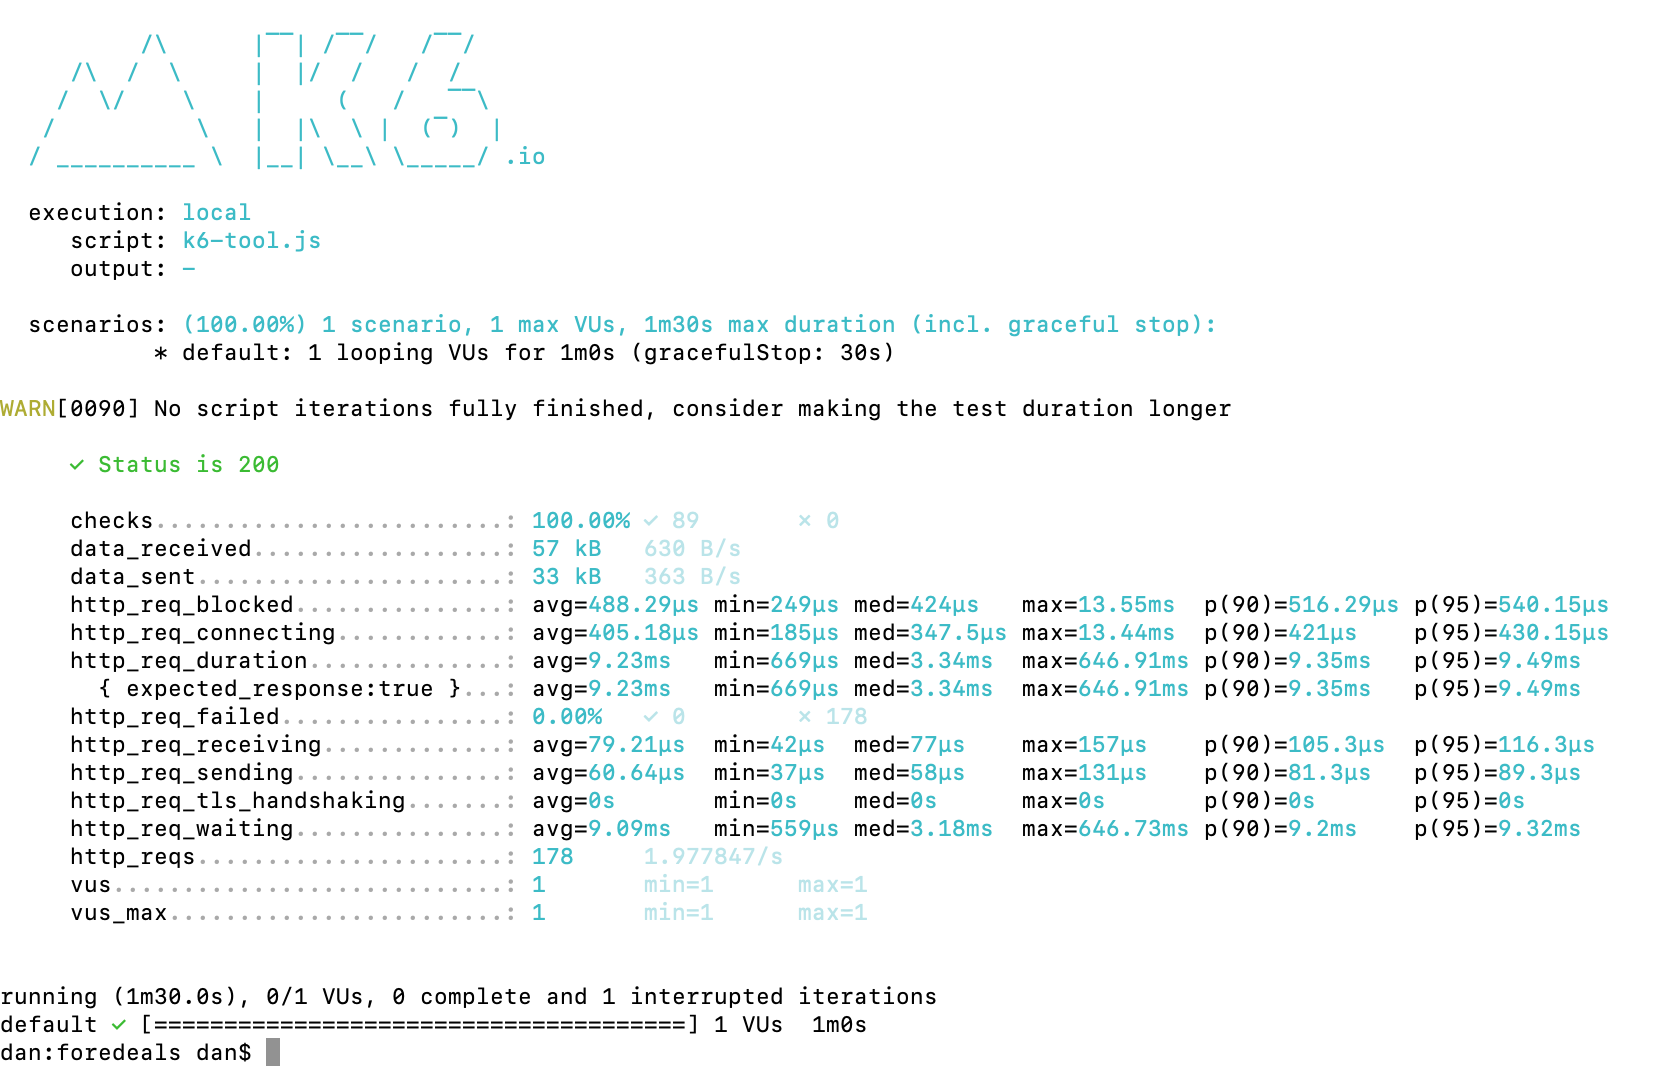 /\      |‾‾| /‾‾/   /‾‾/
     /\  /  \     |  |/  /   /  /
    /  \/    \    |     (   /   ‾‾\
   /          \   |  |\  \ |  (‾)  |
  / __________ \  |__| \__\ \_____/ .io

  execution: local
     script: k6-tool.js
     output: -

  scenarios: (100.00%) 1 scenario, 1 max VUs, 1m30s max duration (incl. graceful stop):
           * default: 1 looping VUs for 1m0s (gracefulStop: 30s)

WARN[0090] No script iterations fully finished, consider making the test duration longer

     ✓ Status is 200

     checks.........................: 100.00% ✓ 89       ✗ 0
     data_received..................: 57 kB   630 B/s
     data_sent......................: 33 kB   363 B/s
     http_req_blocked...............: avg=488.29µs min=249µs med=424µs   max=13.55ms  p(90)=516.29µs p(95)=540.15µs
     http_req_connecting............: avg=405.18µs min=185µs med=347.5µs max=13.44ms  p(90)=421µs    p(95)=430.15µs
     http_req_duration..............: avg=9.23ms   min=669µs med=3.34ms  max=646.91ms p(90)=9.35ms   p(95)=9.49ms
       { expected_response:true }...: avg=9.23ms   min=669µs med=3.34ms  max=646.91ms p(90)=9.35ms   p(95)=9.49ms
     http_req_failed................: 0.00%   ✓ 0        ✗ 178
     http_req_receiving.............: avg=79.21µs  min=42µs  med=77µs    max=157µs    p(90)=105.3µs  p(95)=116.3µs
     http_req_sending...............: avg=60.64µs  min=37µs  med=58µs    max=131µs    p(90)=81.3µs   p(95)=89.3µs
     http_req_tls_handshaking.......: avg=0s       min=0s    med=0s      max=0s       p(90)=0s       p(95)=0s
     http_req_waiting...............: avg=9.09ms   min=559µs med=3.18ms  max=646.73ms p(90)=9.2ms    p(95)=9.32ms
     http_reqs......................: 178     1.977847/s
     vus............................: 1       min=1      max=1
     vus_max........................: 1       min=1      max=1

running (1m30.0s), 0/1 VUs, 0 complete and 1 interrupted iterations
default ✓ [======================================] 1 VUs  1m0s
dan:foredeals dan$